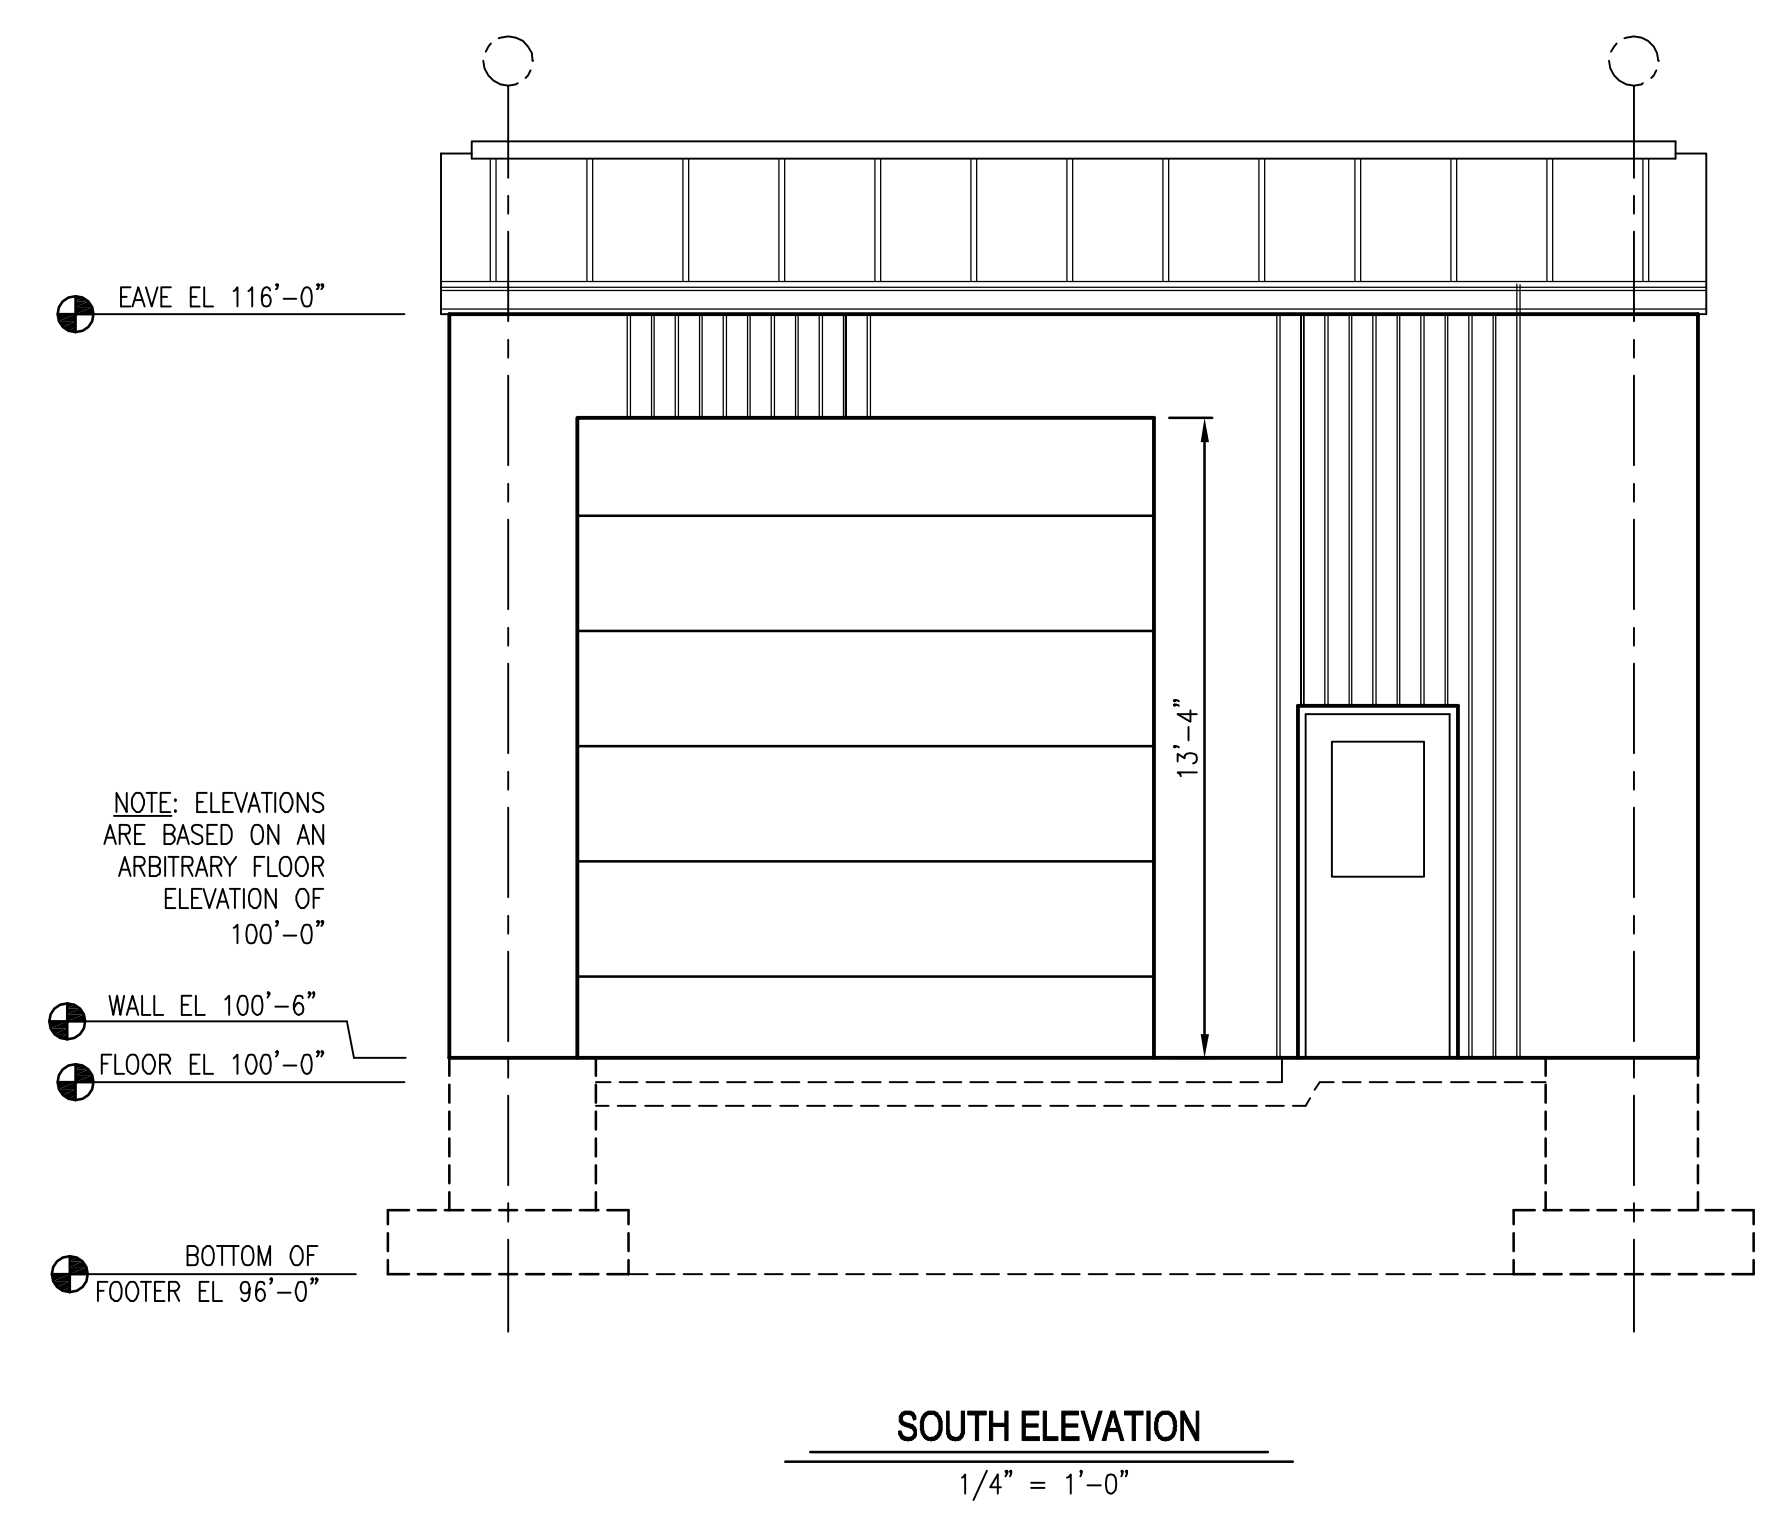 EAVE EL 116'-0"
13'-4"
NOTE: ELEVATIONS
ARE BASED ON AN
ARBITRARY FLOOR
ELEVATION OF
100'-0"
WALL EL 100'-6"
FLOOR EL 100'-0"
BOTTOM OF
FOOTER EL 96'-0"
SOUTH ELEVATION
1/4" = 1'-0"